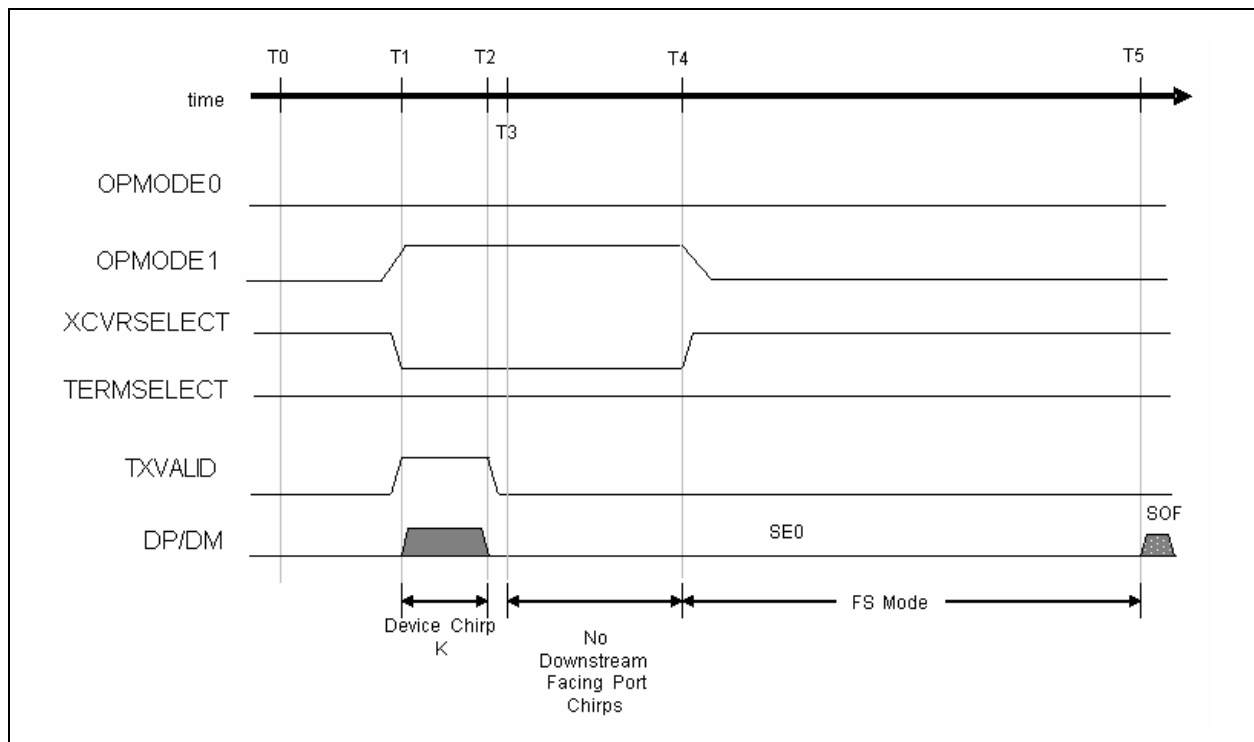 T0 T1 T2 T4 T5
time
T3
OPMODE0
OPMODE1
XCVRSELECT
TERMSELECT
TXVALID
SOF
SE0
DP/DM
FS Mode
Device Chirp
K
No
Downstream
Facing Port
Chirps